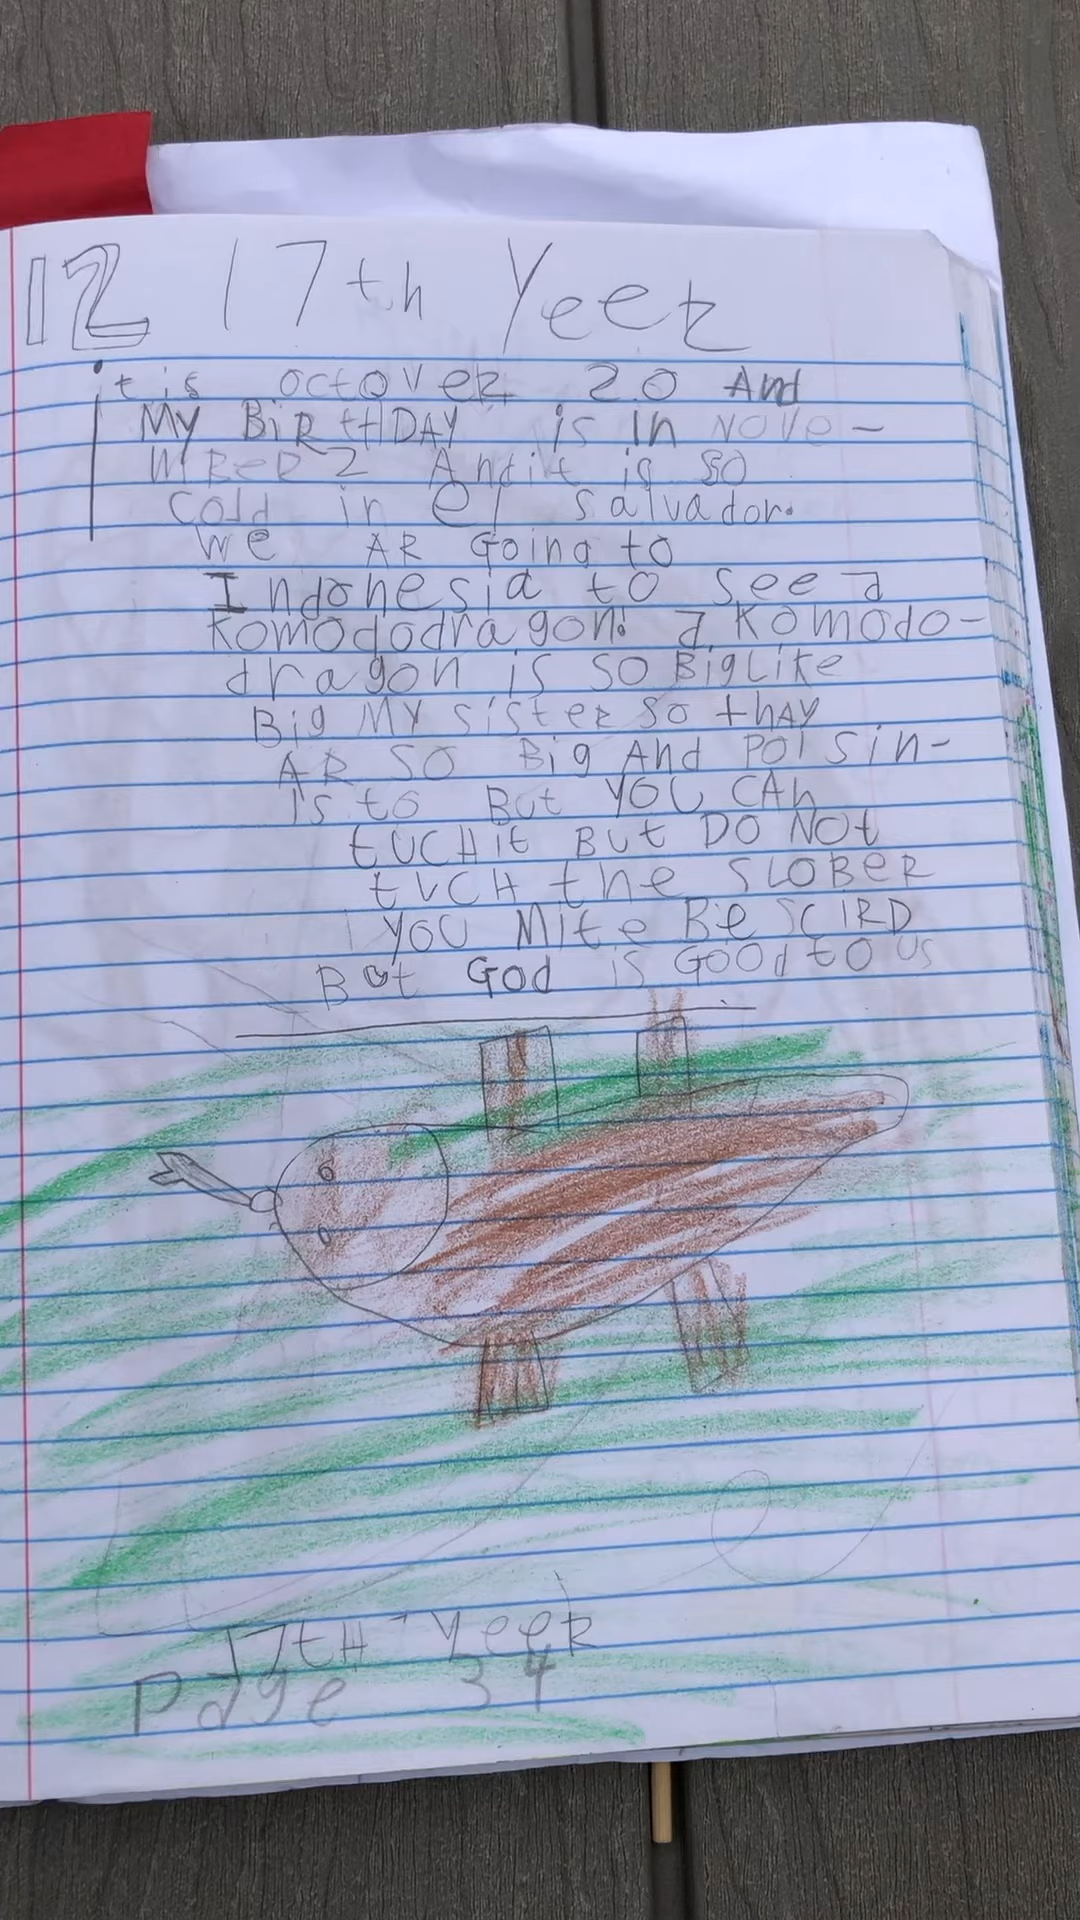 12 17th Yeet
it is octover 20 And
My BiRtHDAY is in Nove-
mBeR 2 And it is so
cold in el salvador.
We AR Going to
Indonesia to see a
Komododragon. a Komodo-
dragon is so Big Like
Big My sister so thAY
AR SO Big And POisin-
is to But YOU CAn
tUCH it But DO NOt
tUCH the SLOBeR
YOU Mite Be SCIRD
But God is GOOd to US
17tH Yeer
Page 34